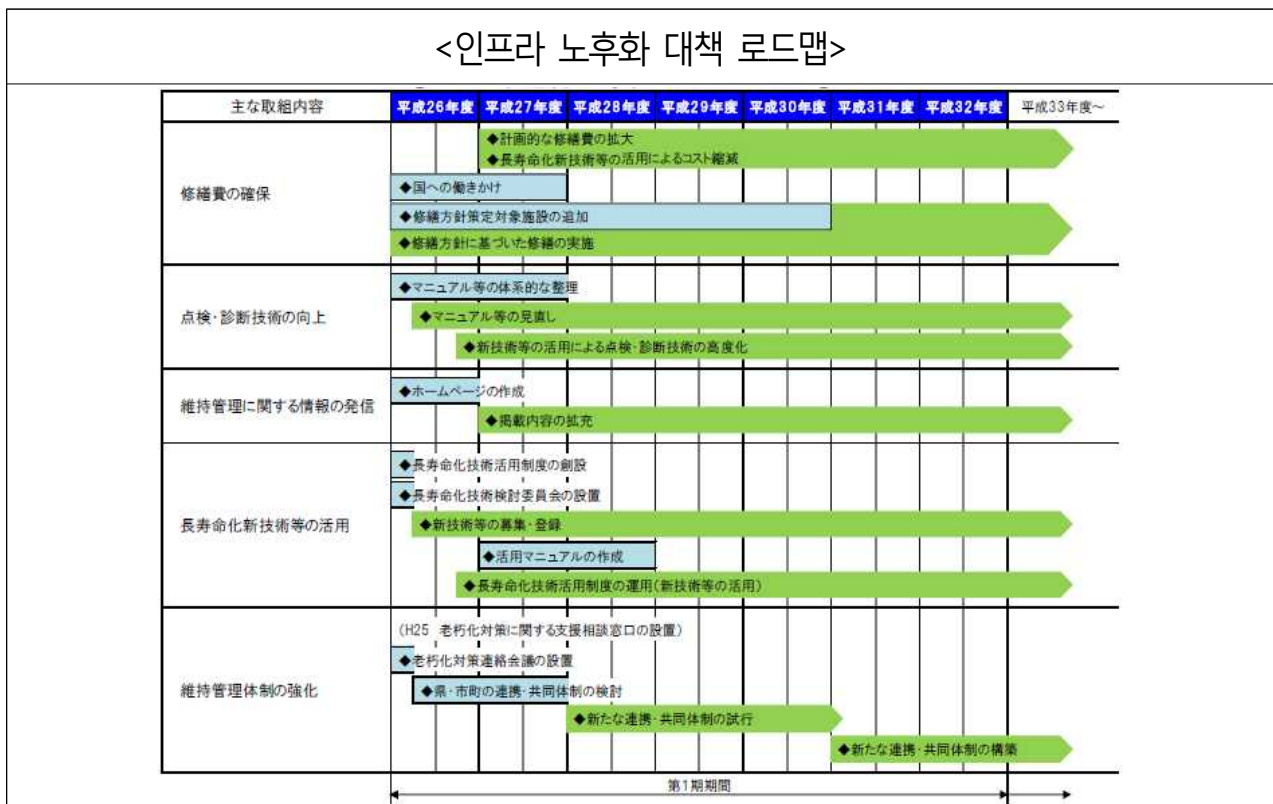 <인프라 노후화 대책 로드맵>
主な取組内容 平成26年度 平成27年度 平成28年度 平成29年度 平成30年度 平成31年度 平成32年度 平成33年度～
修繕費の確保
◆計画的な修繕費の拡大
◆長寿命化新技術等の活用によるコスト縮減
◆国への働きかけ
◆修繕方針策定対象施設の追加
◆修繕方針に基づいた修繕の実施
点検・診断技術の向上
◆マニュアル等の体系的な整理
◆マニュアル等の見直し
◆新技術等の活用による点検・診断技術の高度化
維持管理に関する情報の発信
◆ホームページの作成
◆掲載内容の拡充
長寿命化新技術等の活用
◆長寿命化技術活用制度の創設
◆長寿命化技術検討委員会の設置
◆新技術等の募集・登録
◆活用マニュアルの作成
◆長寿命化技術活用制度の運用(新技術等の活用)
維持管理体制の強化
(H25 老朽化対策に関する支援相談窓口の設置)
◆老朽化対策連絡会議の設置
◆県・市町の連携・共同体制の検討
◆新たな連携・共同体制の試行
◆新たな連携・共同体制の構築
第1期期間